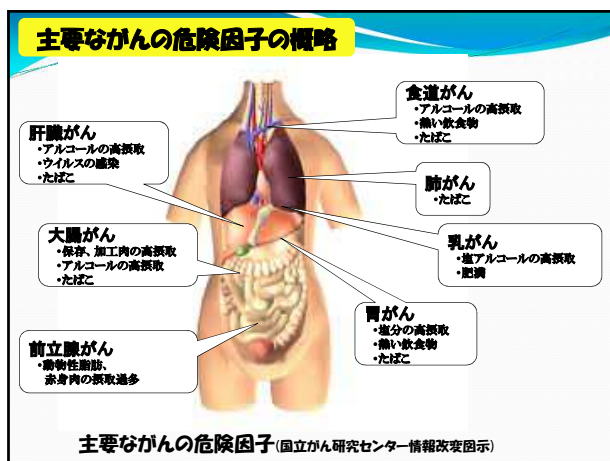 主要ながんの危険因子の概略
食道がん
・アルコールの高摂取
・熱い飲食物
・たばこ
肝臓がん
・アルコールの高摂取
・ウイルスの感染
・たばこ
肺がん
・たばこ
大腸がん
・保存、加工肉の高摂取
・アルコールの高摂取
・たばこ
乳がん
・塩アルコールの高摂取
・肥満
胃がん
・塩分の高摂取
・熱い飲食物
・たばこ
前立腺がん
・動物性脂肪、
赤身肉の摂取過多
主要ながんの危険因子(国立がん研究センター情報改変図示)